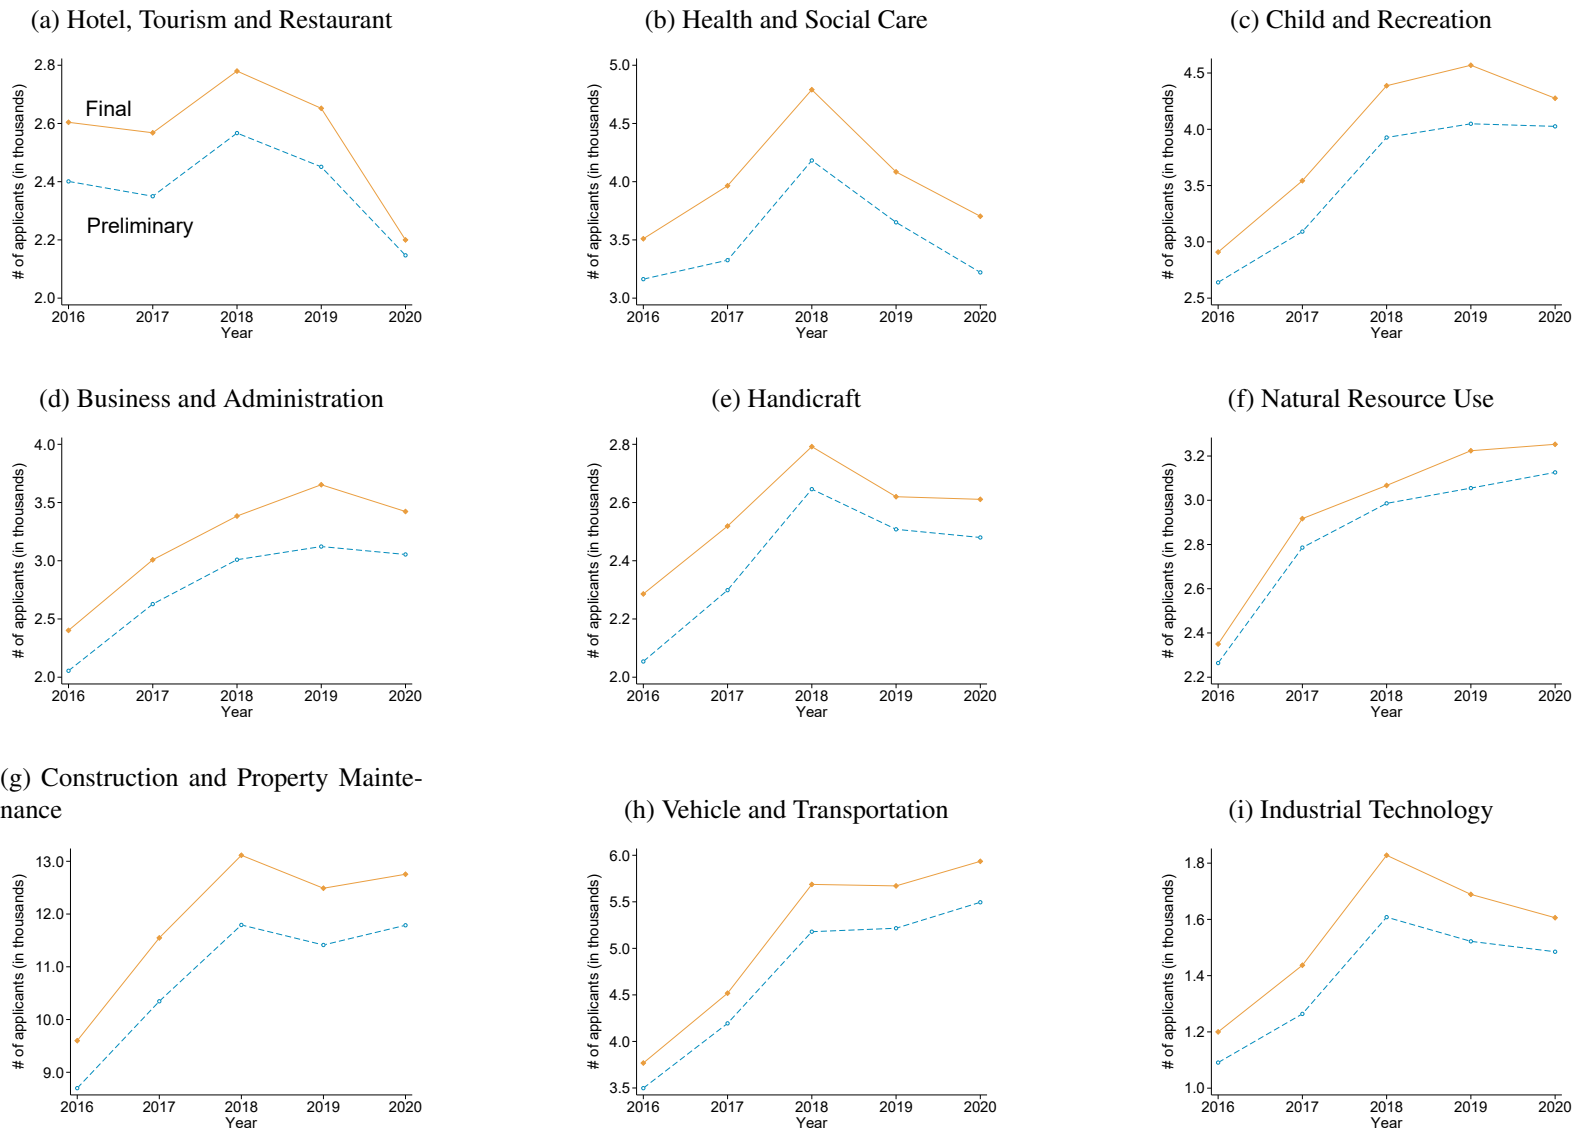 (a) Hotel, Tourism and Restaurant
# of applicants (in thousands)
2.8
2.6
2.4
2.2
2.0
Final
Preliminary
2016 2017 2018 2019 2020
Year
(b) Health and Social Care
# of applicants (in thousands)
5.0
4.5
4.0
3.5
3.0
2016 2017 2018 2019 2020
Year
(c) Child and Recreation
# of applicants (in thousands)
4.5
4.0
3.5
3.0
2.5
2016 2017 2018 2019 2020
Year
(d) Business and Administration
# of applicants (in thousands)
4.0
3.5
3.0
2.5
2.0
2016 2017 2018 2019 2020
Year
(e) Handicraft
# of applicants (in thousands)
2.8
2.6
2.4
2.2
2.0
2016 2017 2018 2019 2020
Year
(f) Natural Resource Use
# of applicants (in thousands)
3.2
3.0
2.8
2.6
2.4
2.2
2016 2017 2018 2019 2020
Year
(g) Construction and Property Mainte-
nance
# of applicants (in thousands)
13.0
12.0
11.0
10.0
9.0
2016 2017 2018 2019 2020
Year
(h) Vehicle and Transportation
# of applicants (in thousands)
6.0
5.5
5.0
4.5
4.0
3.5
2016 2017 2018 2019 2020
Year
(i) Industrial Technology
# of applicants (in thousands)
1.8
1.6
1.4
1.2
1.0
2016 2017 2018 2019 2020
Year